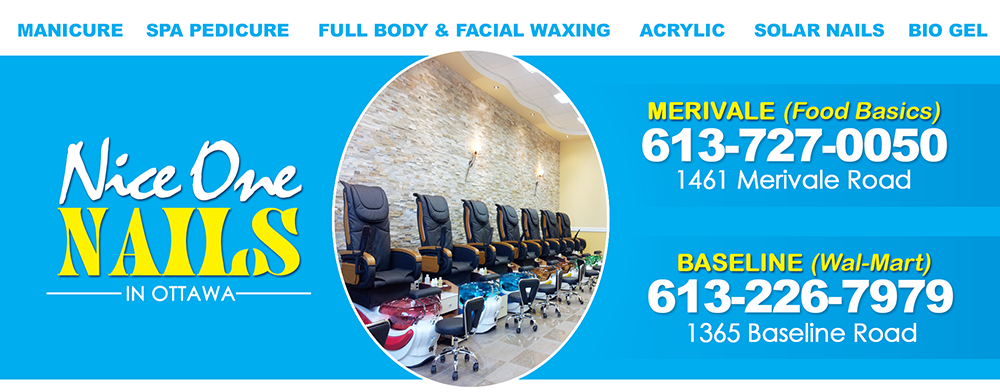 MANICURE SPA PEDICURE FULL BODY & FACIAL WAXING ACRYLIC SOLAR NAILS BIO GEL
Nice One
NAILS
IN OTTAWA
MERIVALE (Food Basics)
613-727-0050
1461 Merivale Road
BASELINE (Wal-Mart)
613-226-7979
1365 Baseline Road